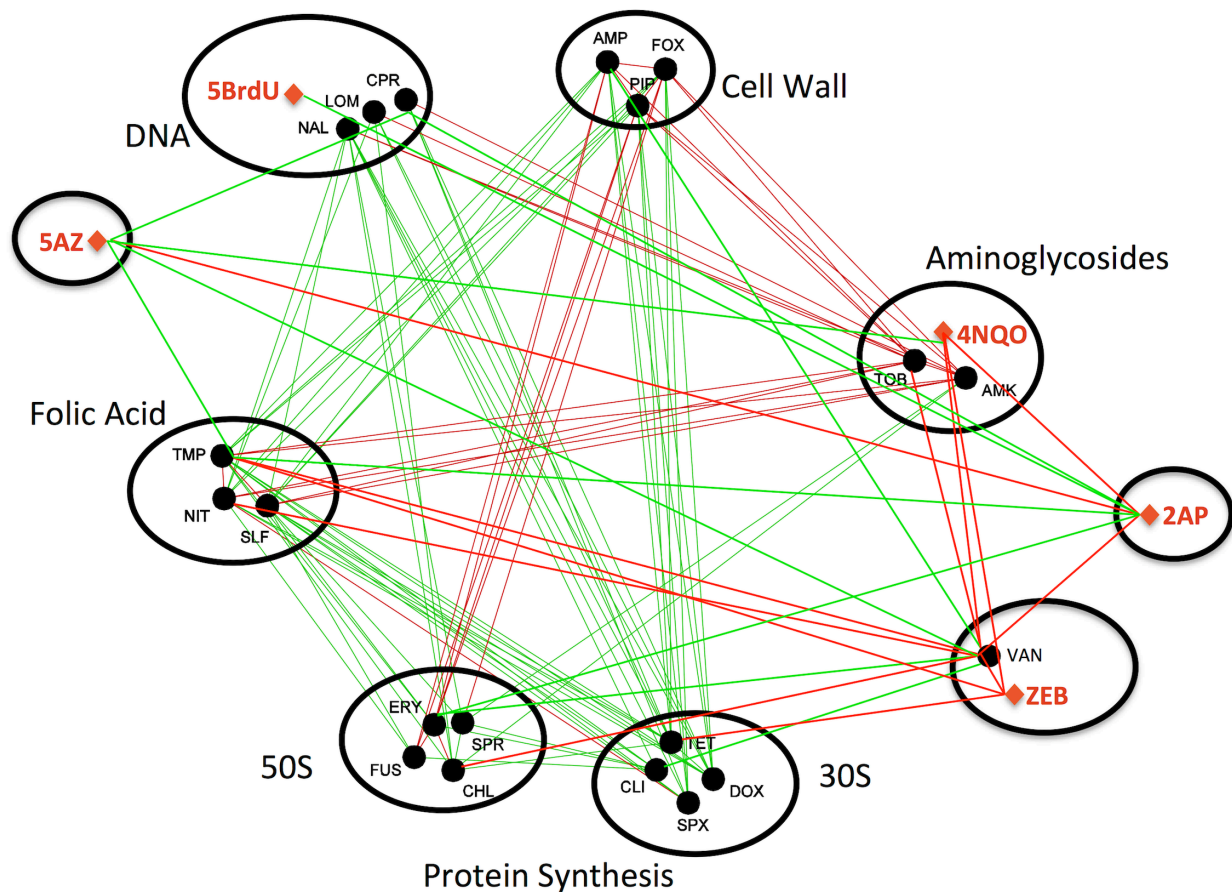 AMP
FOX
CPR
5BrdU
PIP
Cell Wall
LOM
NAL
DNA
5AZ
Aminoglycosides
4NQO
TOB
AMK
Folic Acid
TMP
NIT
SLF
2AP
VAN
ZEB
ERY
SPR
TET
50S
FUS
CHL
CLI
DOX
30S
SPX
Protein Synthesis